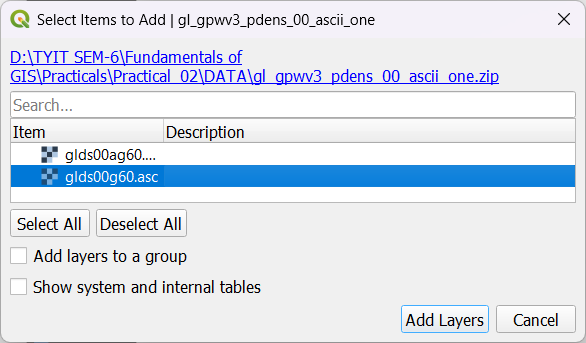 Select Items to Add | gl_gpwv3_pdens_00_ascii_one
D:\TYIT SEM-6\Fundamentals of
GIS\Practicals\Practical_02\DATA\gl_gpwv3_pdens_00_ascii_one.zip
Search...
Item Description
glds00ag60....
glds00g60.asc
Select All Deselect All
Add layers to a group
Show system and internal tables
Add Layers Cancel